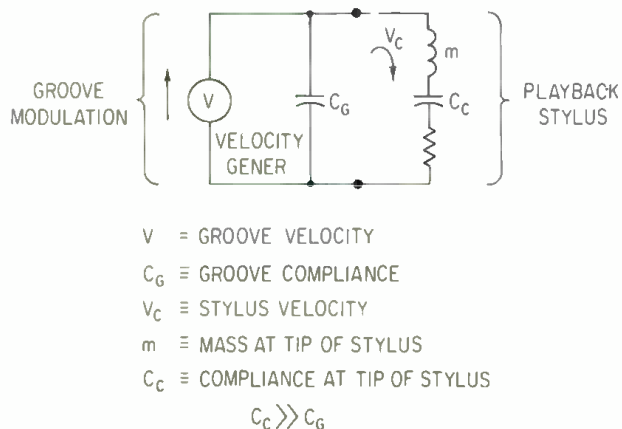 GROOVE
MODULATION
V
VELOCITY
GENER
C_G
V_C
m
C_C
PLAYBACK
STYLUS
V = GROOVE VELOCITY
C_G ≡ GROOVE COMPLIANCE
V_C ≡ STYLUS VELOCITY
m ≡ MASS AT TIP OF STYLUS
C_C ≡ COMPLIANCE AT TIP OF STYLUS
C_C >> C_G